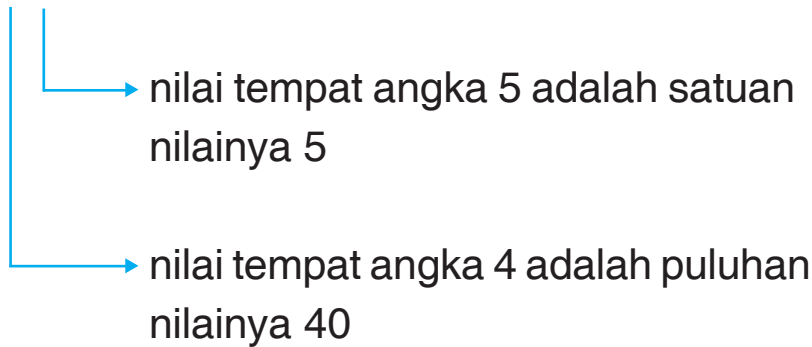 nilai tempat angka 5 adalah satuan
nilainya 5
nilai tempat angka 4 adalah puluhan
nilainya 40